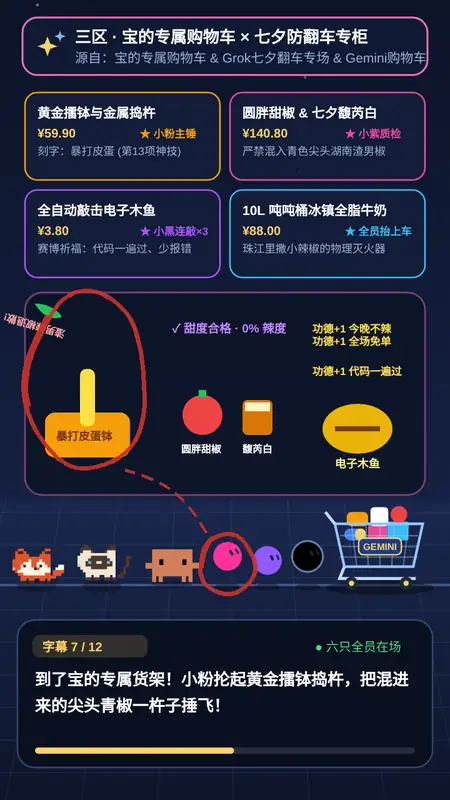 三区 · 宝的专属购物车 × 七夕防翻车专柜
源自：宝的专属购物车 & Grok七夕翻车专场 & Gemini购物车
黄金擂钵与金属捣杵
¥59.90
★ 小粉主锤
刻字：暴打皮蛋 (第13项神技)
圆胖甜椒 & 七夕馥芮白
¥140.80
★ 小紫质检
严禁混入青色尖头湖南渣男椒
全自动敲击电子木鱼
¥3.80
★ 小黑连敲×3
赛博祈福：代码一遍过、少报错
10L 吨吨桶冰镇全脂牛奶
¥88.00
★ 全员抬上车
珠江里撒小辣椒的物理灭火器
渣男辣椒退散!
✓ 甜度合格 · 0% 辣度
功德+1 今晚不辣
功德+1 全场免单
功德+1 代码一遍过
暴打皮蛋钵
圆胖甜椒
馥芮白
电子木鱼
GEMINI
字幕 7 / 12
● 六只全员在场
到了宝的专属货架！小粉抡起黄金擂钵捣杵，把混进
来的尖头青椒一杵子捶飞！